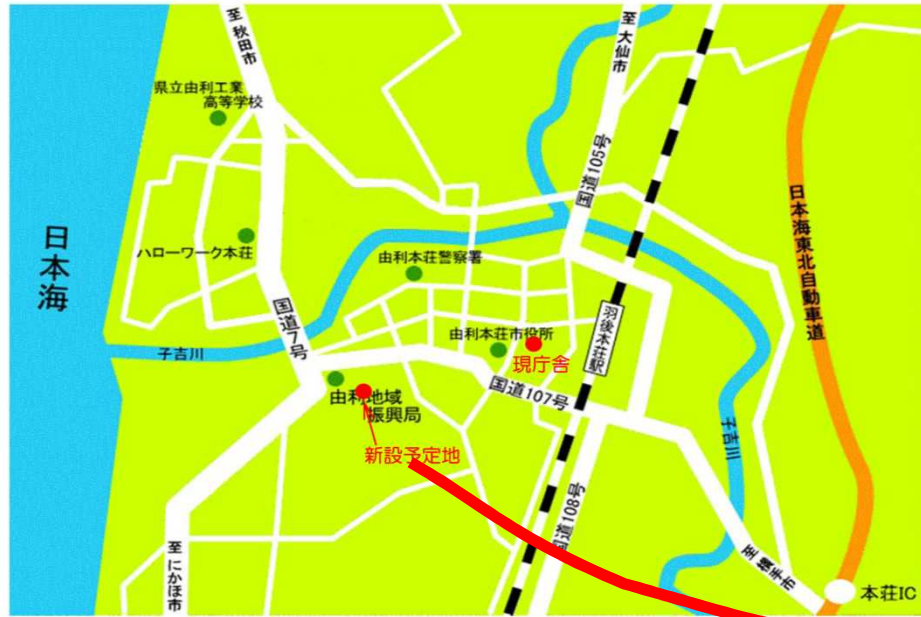 至秋田市
至大仙市
県立由利工業
高等学校
国道105号
日本海東北自動車道
日本海
ハローワーク本荘
由利本荘警察署
国道7号
羽後本荘駅
由利本荘市役所
子吉川
現庁舎
由利地域
振興局
国道107号
子吉川
新設予定地
国道108号
至にかほ市
至横手市
本荘IC